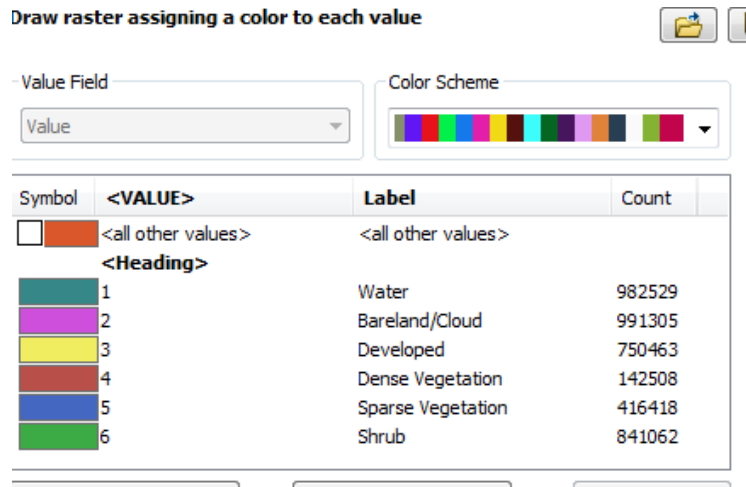 Draw raster assigning a color to each value
Value Field
Color Scheme
Value
Symbol <VALUE> Label Count
<all other values> <all other values>
<Heading>
1 Water 982529
2 Bareland/Cloud 991305
3 Developed 750463
4 Dense Vegetation 142508
5 Sparse Vegetation 416418
6 Shrub 841062